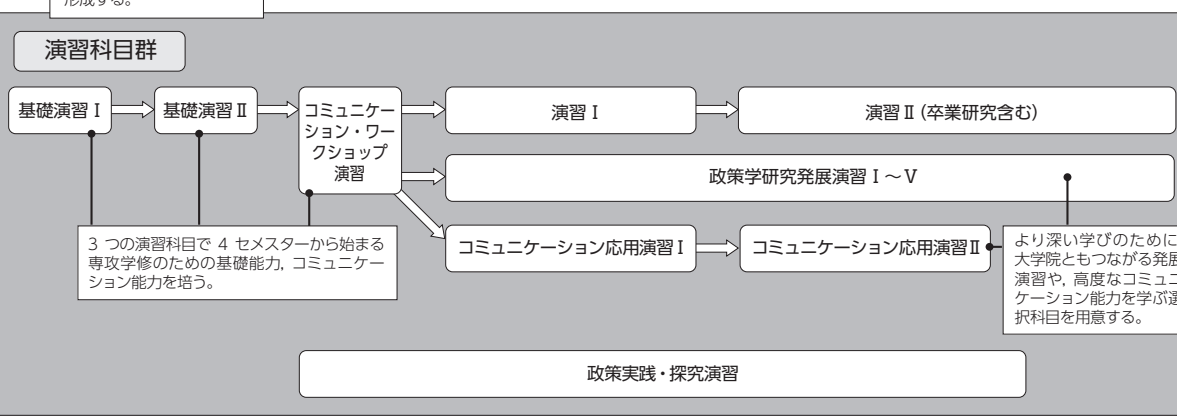 形成する。
演習科目群
基礎演習Ⅰ
基礎演習Ⅱ
コミュニケー
ション・ワー
クショップ
演習
演習Ⅰ
演習Ⅱ(卒業研究含む)
政策学研究発展演習Ⅰ～Ⅴ
コミュニケーション応用演習Ⅰ
コミュニケーション応用演習Ⅱ
3 つの演習科目で 4 セメスターから始まる
専攻学修のための基礎能力, コミュニケー
ション能力を培う。
より深い学びのために
大学院ともつながる発展
演習や, 高度なコミュニ
ケーション能力を学ぶ選
択科目を用意する。
政策実践・探究演習